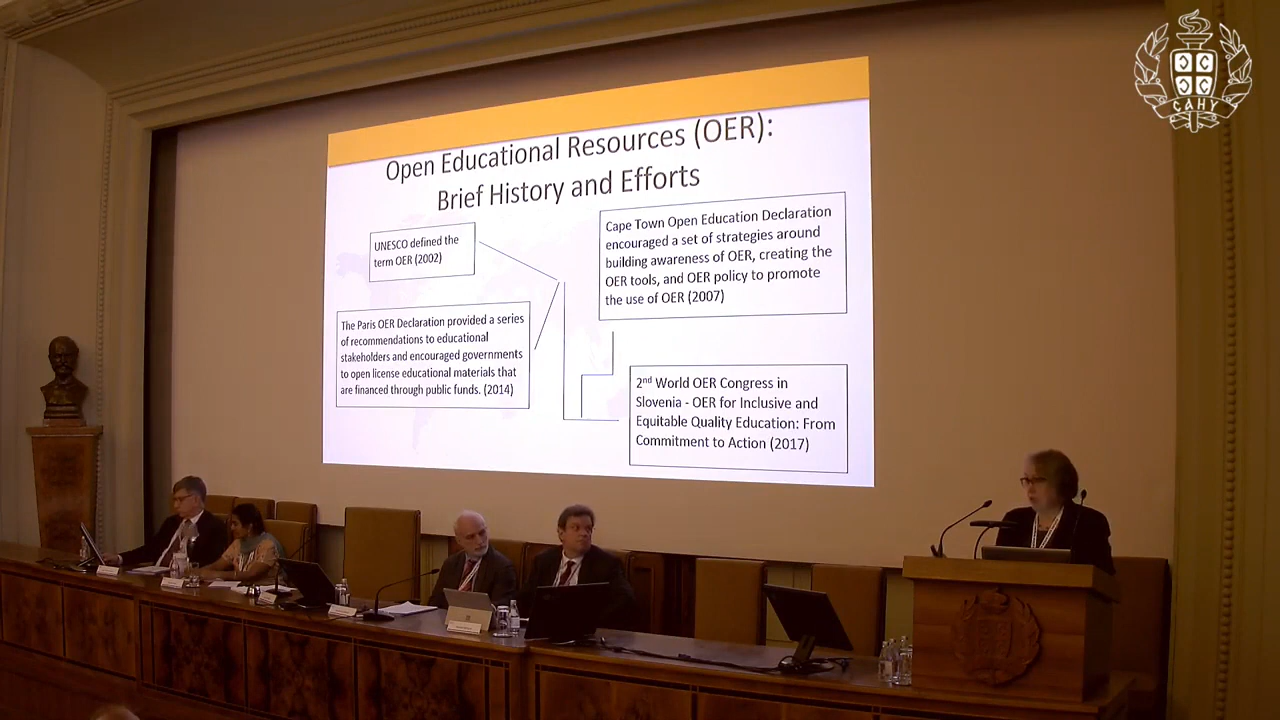 Open Educational Resources (OER):
Brief History and Efforts
UNESCO defined the
term OER (2002)
Cape Town Open Education Declaration
encouraged a set of strategies around
building awareness of OER, creating the
OER tools, and OER policy to promote
the use of OER (2007)
The Paris OER Declaration provided a series
of recommendations to educational
stakeholders and encouraged governments
to open license educational materials that
are financed through public funds. (2014)
2nd World OER Congress in
Slovenia - OER for Inclusive and
Equitable Quality Education: From
Commitment to Action (2017)
САНУ